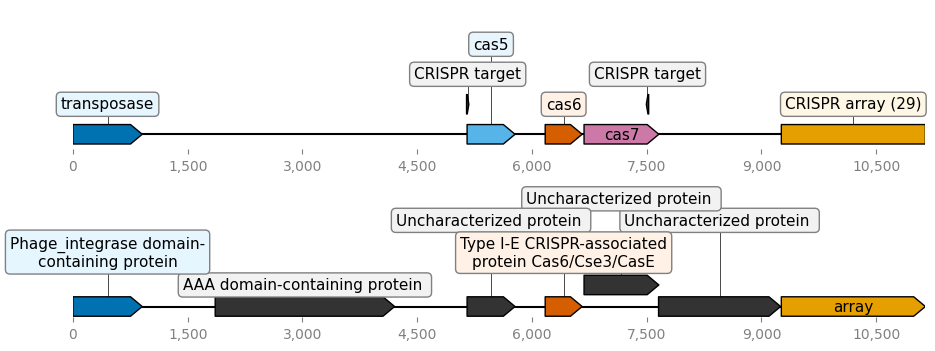 cas5
CRISPR target
CRISPR target
transposase
cas6
CRISPR array (29)
cas7
0
1,500
3,000
4,500
6,000
7,500
9,000
10,500
Uncharacterized protein
Uncharacterized protein
Uncharacterized protein
Phage_integrase domain-
containing protein
Type I-E CRISPR-associated
protein Cas6/Cse3/CasE
AAA domain-containing protein
array
0
1,500
3,000
4,500
6,000
7,500
9,000
10,500